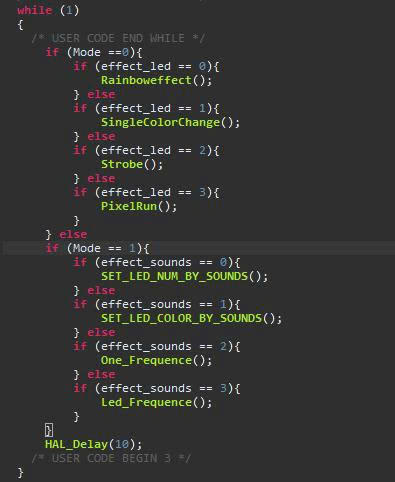 while (1)
{
/* USER CODE END WHILE */
if (Mode ==0){
if (effect_led == 0){
Rainboweffect();
} else
if (effect_led == 1){
SingleColorChange();
} else
if (effect_led == 2){
Strobe();
} else
if (effect_led == 3){
PixelRun();
}
} else
if (Mode == 1){
if (effect_sounds == 0){
SET_LED_NUM_BY_SOUNDS();
} else
if (effect_sounds == 1){
SET_LED_COLOR_BY_SOUNDS();
} else
if (effect_sounds == 2){
One_Frequence();
} else
if (effect_sounds == 3){
Led_Frequence();
}
}
HAL_Delay(10);
/* USER CODE BEGIN 3 */
}